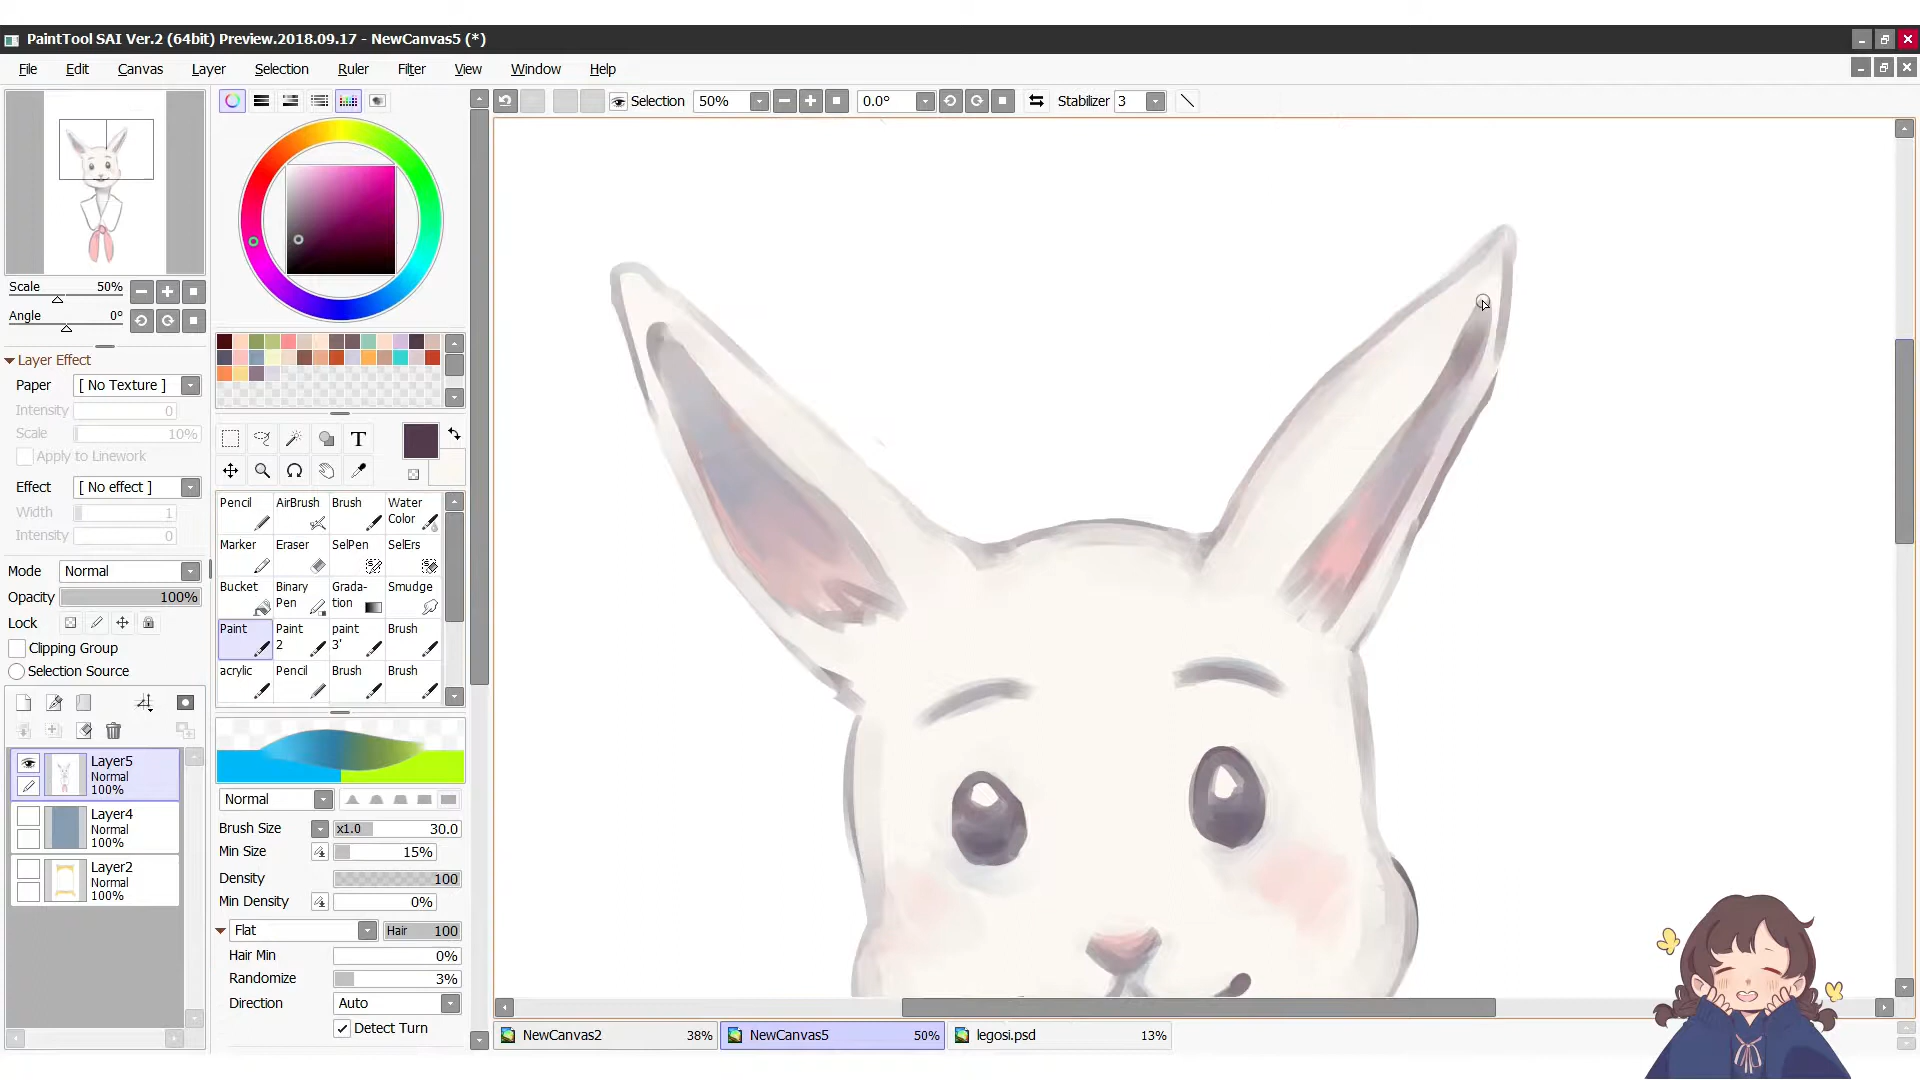 PaintTool SAI Ver.2 (64bit) Preview.2018.09.17 - NewCanvas5 (*)
File Edit Canvas Layer Selection Ruler Filter View Window Help
Selection 50% 0.0° Stabilizer 3
Scale 50%
Angle 0°
Layer Effect
Paper [ No Texture ]
Intensity 0
Scale 10%
Apply to Linework
Effect [ No effect ]
Width 1
Intensity 0
Mode Normal
Opacity 100%
Lock
Clipping Group
Selection Source
Layer5
Normal
100%
Layer4
Normal
100%
Layer2
Normal
100%
T
Pencil AirBrush Brush Water
Color
Marker Eraser SelPen SelErs
Bucket Binary Grada- Smudge
Pen tion
Paint Paint paint Brush
2 3'
acrylic Pencil Brush Brush
Normal
Brush Size x1.0 30.0
Min Size 15%
Density 100
Min Density 0%
Flat Hair 100
Hair Min 0%
Randomize 3%
Direction Auto
Detect Turn
NewCanvas2 38% NewCanvas5 50% legosi.psd 13%